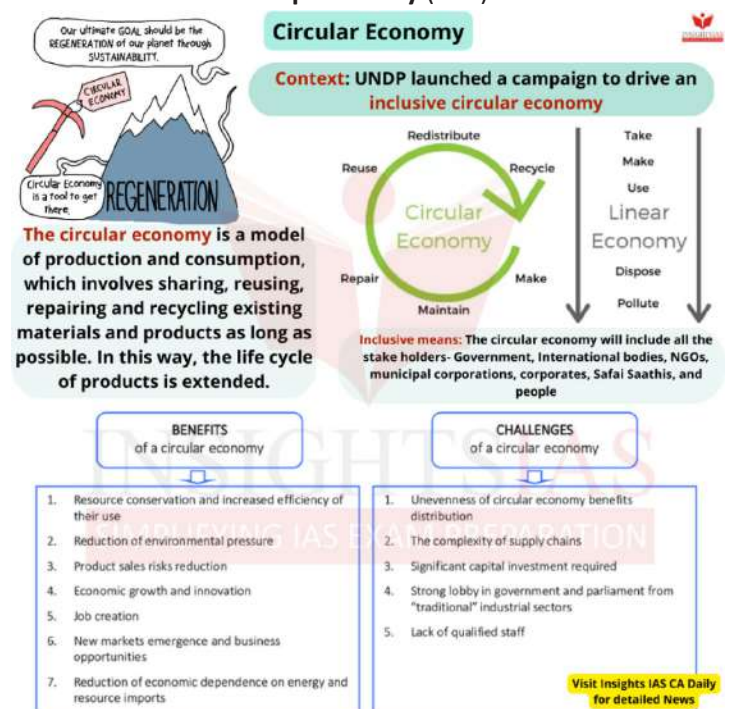 Circular Economy
INSIGHTSIAS
Our ultimate GOAL should be the
REGENERATION of our planet through
SUSTAINABILITY.
CIRCULAR
ECONOMY
Circular Economy
is a tool to get
there.
REGENERATION
Context: UNDP launched a campaign to drive an
inclusive circular economy
The circular economy is a model
of production and consumption,
which involves sharing, reusing,
repairing and recycling existing
materials and products as long as
possible. In this way, the life cycle
of products is extended.
Redistribute
Reuse
Recycle
Circular
Economy
Repair
Make
Maintain
Take
Make
Use
Linear
Economy
Dispose
Pollute
Inclusive means: The circular economy will include all the
stake holders- Government, International bodies, NGOs,
municipal corporations, corporates, Safai Saathis, and
people
BENEFITS
of a circular economy
1. Resource conservation and increased efficiency of
their use
2. Reduction of environmental pressure
3. Product sales risks reduction
4. Economic growth and innovation
5. Job creation
6. New markets emergence and business
opportunities
7. Reduction of economic dependence on energy and
resource imports
CHALLENGES
of a circular economy
1. Unevenness of circular economy benefits
distribution
2. The complexity of supply chains
3. Significant capital investment required
4. Strong lobby in government and parliament from
"traditional" industrial sectors
5. Lack of qualified staff
INSIGHTSIAS
SIMPLIFYING IAS EXAM PREPARATION
Visit Insights IAS CA Daily
for detailed News